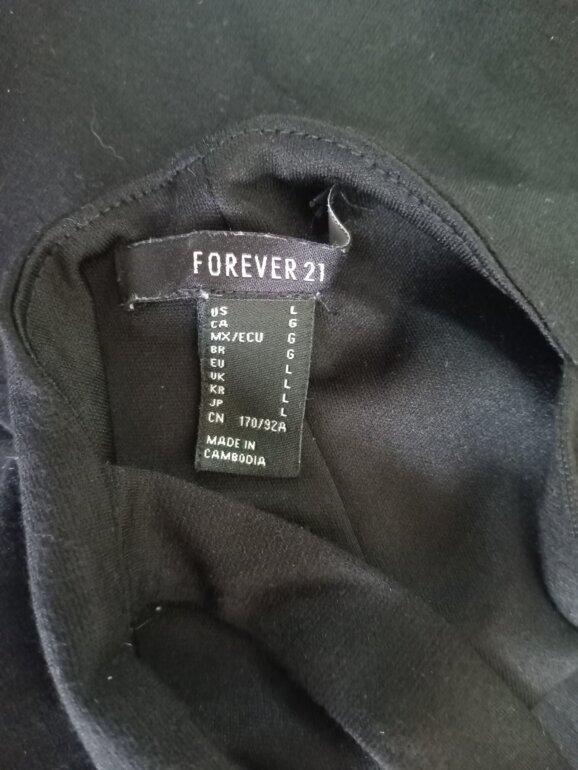 FOREVER 21
US L
CA G
MX/ECU G
BR G
EU L
UK L
KR L
JP L
CN 170/92A
MADE IN
CAMBODIA